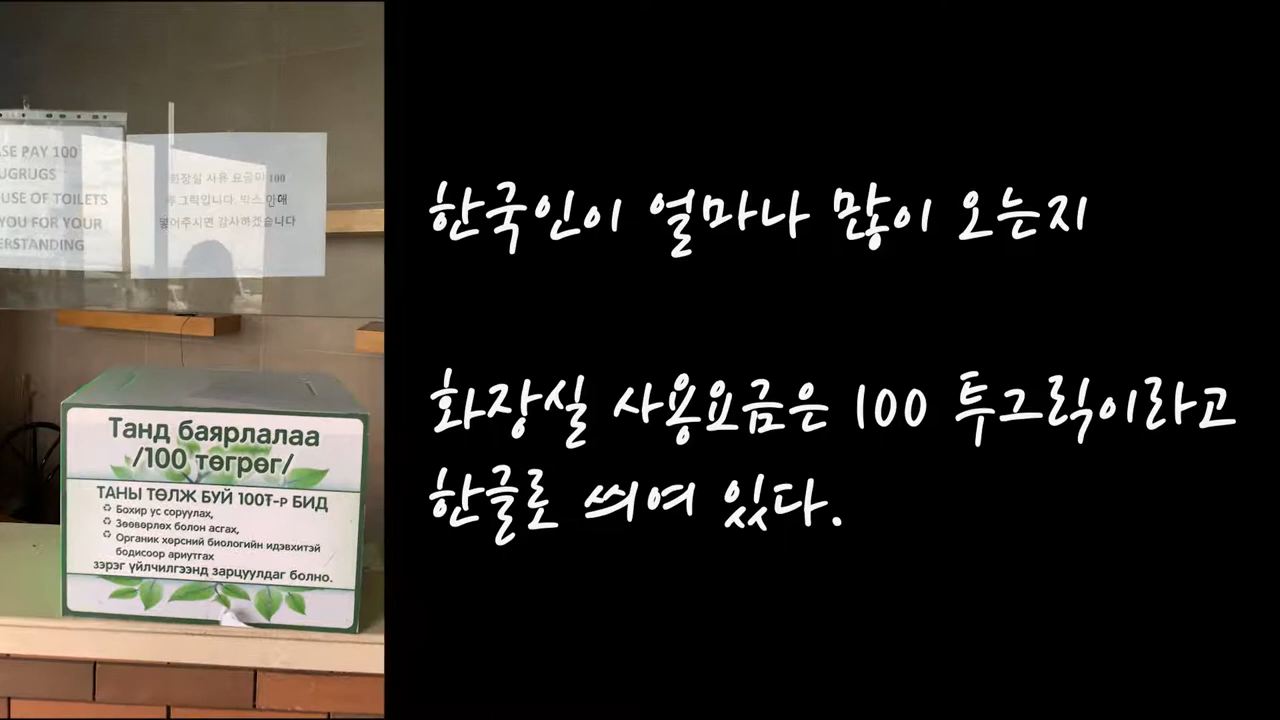 ASE PAY 100
UGRUGS
USE OF TOILETS
YOU FOR YOUR
ERSTANDING
화장실 사용 요금이 100
투그릭입니다. 박스 안에
넣어주시면 감사하겠습니다
Танд баярлалаа
/100 төгрөг/
ТАНЫ ТӨЛЖ БУЙ 100₮-р БИД
Бохир ус соруулах,
Зөөвөрлөх болон асгах,
Органик хөрсний биологийн идэвхитэй
бодисоор ариутгах
зэрэг үйлчилгээнд зарцуулдаг болно.
한국인이 얼마나 많이 오는지
화장실 사용요금은 100 투그릭이라고
한글로 씌여 있다.